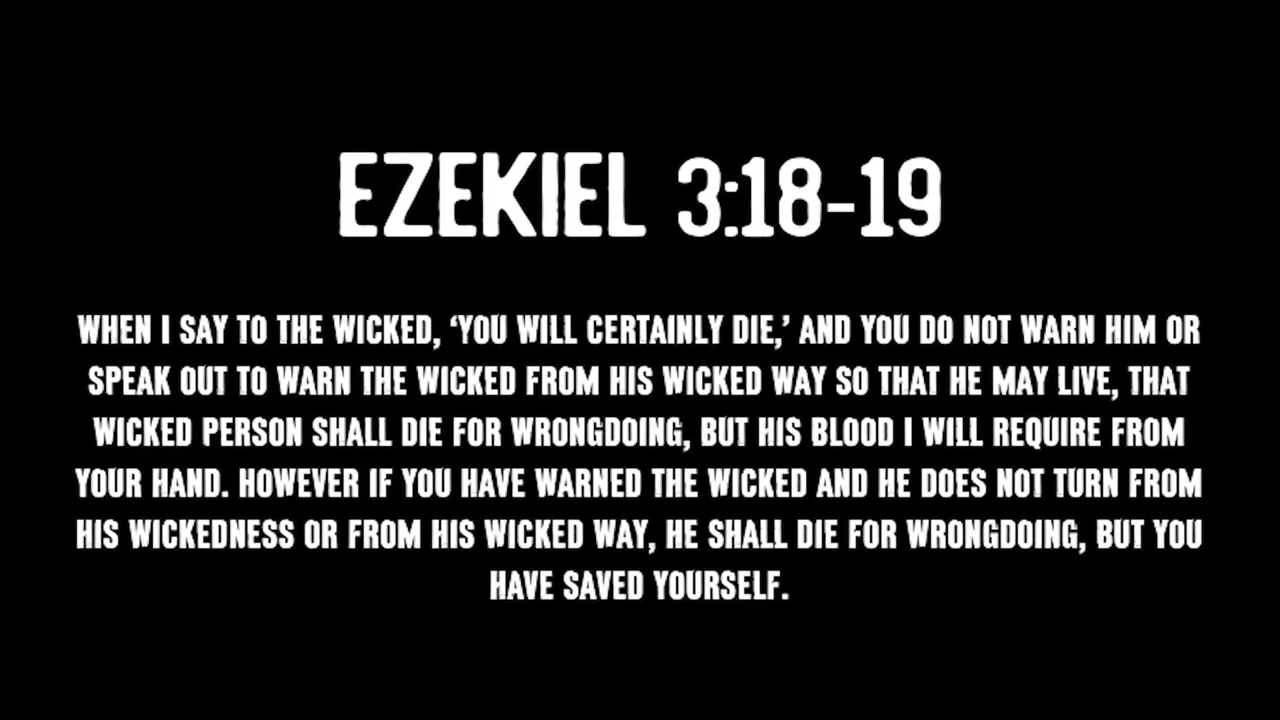 EZEKIEL 3:18-19
WHEN I SAY TO THE WICKED, ‘YOU WILL CERTAINLY DIE,’ AND YOU DO NOT WARN HIM OR
SPEAK OUT TO WARN THE WICKED FROM HIS WICKED WAY SO THAT HE MAY LIVE, THAT
WICKED PERSON SHALL DIE FOR WRONGDOING, BUT HIS BLOOD I WILL REQUIRE FROM
YOUR HAND. HOWEVER IF YOU HAVE WARNED THE WICKED AND HE DOES NOT TURN FROM
HIS WICKEDNESS OR FROM HIS WICKED WAY, HE SHALL DIE FOR WRONGDOING, BUT YOU
HAVE SAVED YOURSELF.